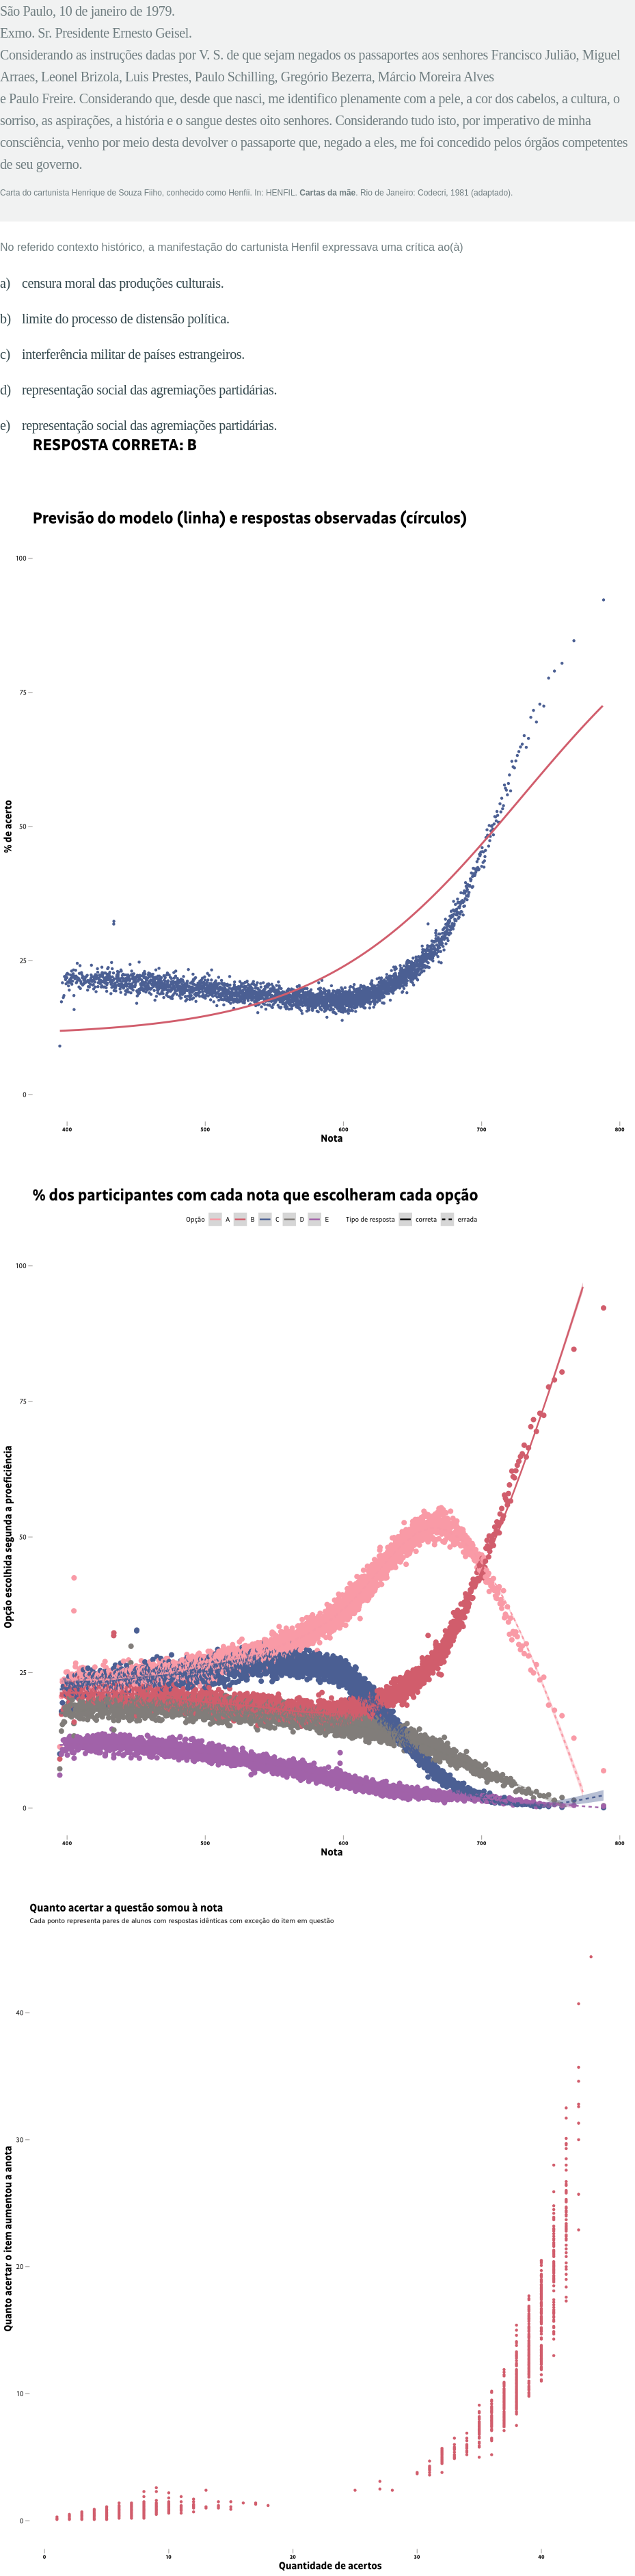 São Paulo, 10 de janeiro de 1979.
Exmo. Sr. Presidente Ernesto Geisel.
Considerando as instruções dadas por V. S. de que sejam negados os passaportes aos senhores Francisco Julião, Miguel
Arraes, Leonel Brizola, Luis Prestes, Paulo Schilling, Gregório Bezerra, Márcio Moreira Alves
e Paulo Freire. Considerando que, desde que nasci, me identifico plenamente com a pele, a cor dos cabelos, a cultura, o
sorriso, as aspirações, a história e o sangue destes oito senhores. Considerando tudo isto, por imperativo de minha
consciência, venho por meio desta devolver o passaporte que, negado a eles, me foi concedido pelos órgãos competentes
de seu governo.
Carta do cartunista Henrique de Souza Filho, conhecido como Henfil. In: HENFIL. Cartas da mãe. Rio de Janeiro: Codecri, 1981 (adaptado).
No referido contexto histórico, a manifestação do cartunista Henfil expressava uma crítica ao(à)
a) censura moral das produções culturais.
b) limite do processo de distensão política.
c) interferência militar de países estrangeiros.
d) representação social das agremiações partidárias.
e) representação social das agremiações partidárias.
RESPOSTA CORRETA: B
Previsão do modelo (linha) e respostas observadas (círculos)
100
75
50
25
0
% de acerto
400 500 600 700 800
Nota
% dos participantes com cada nota que escolheram cada opção
Opção A B C D E Tipo de resposta correta errada
100
75
50
25
0
Opção escolhida segunda a proeficiência
400 500 600 700 800
Nota
Quanto acertar a questão somou à nota
Cada ponto representa pares de alunos com respostas idênticas com exceção do item em questão
40
30
20
10
0
Quanto acertar o item aumentou a anota
0 10 20 30 40
Quantidade de acertos